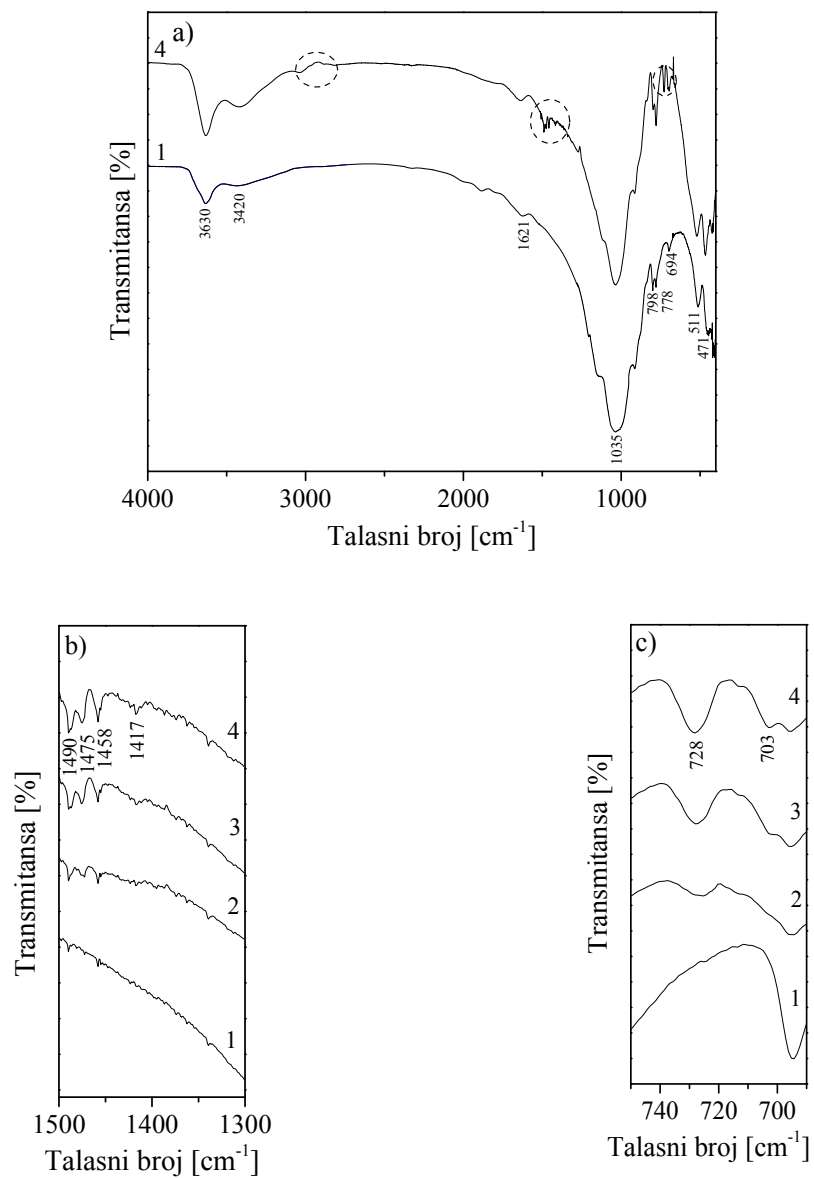 a)
4
1
3630
3420
1621
1035
798
778
694
511
471
Transmitansa [%]
4000 3000 2000 1000
Talasni broj [cm⁻¹]
b)
1490
1475
1458
1417
4
3
2
1
Transmitansa [%]
1500 1400 1300
Talasni broj [cm⁻¹]
c)
728
703
4
3
2
1
Transmitansa [%]
740 720 700
Talasni broj [cm⁻¹]